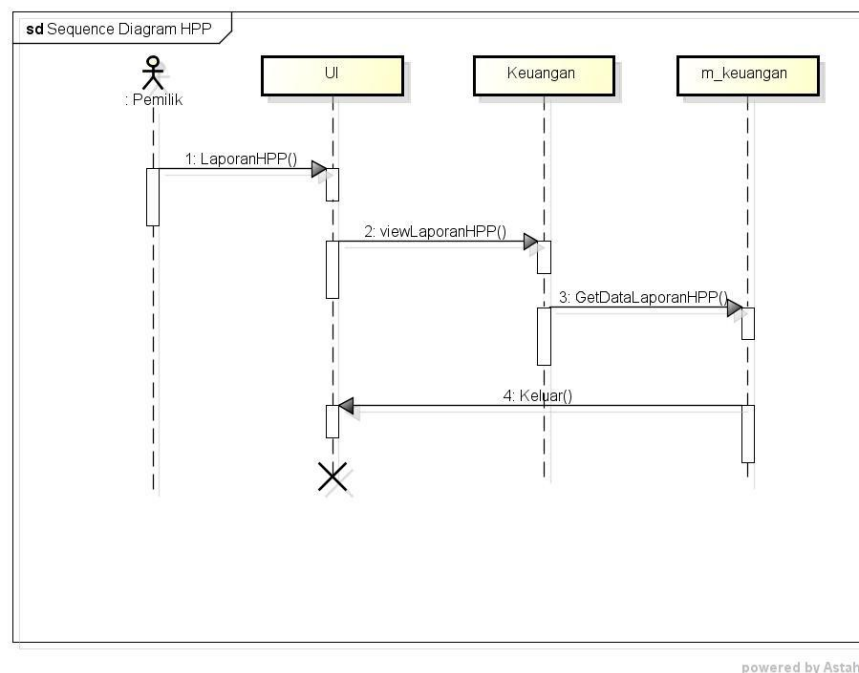 sd Sequence Diagram HPP
: Pemilik
UI
Keuangan
m_keuangan
1: LaporanHPP()
2: viewLaporanHPP()
3: GetDataLaporanHPP()
4: Keluar()
powered by Astah